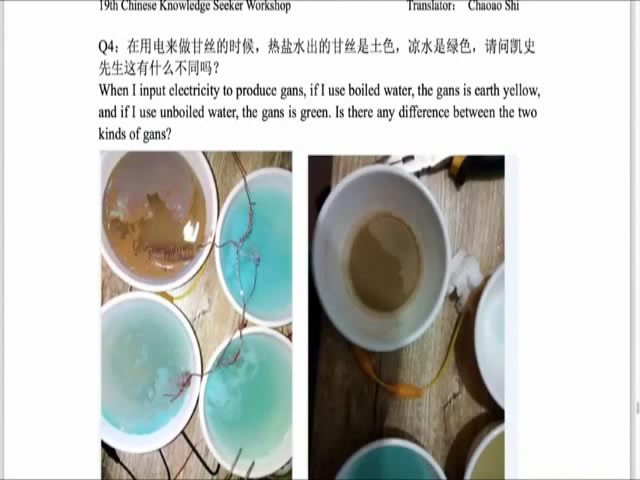 19th Chinese Knowledge Seeker Workshop Translator： Chaoao Shi
Q4：在用电来做甘丝的时候，热盐水出的甘丝是土色，凉水是绿色，请问凯史
先生这有什么不同吗？
When I input electricity to produce gans, if I use boiled water, the gans is earth yellow,
and if I use unboiled water, the gans is green. Is there any difference between the two
kinds of gans?